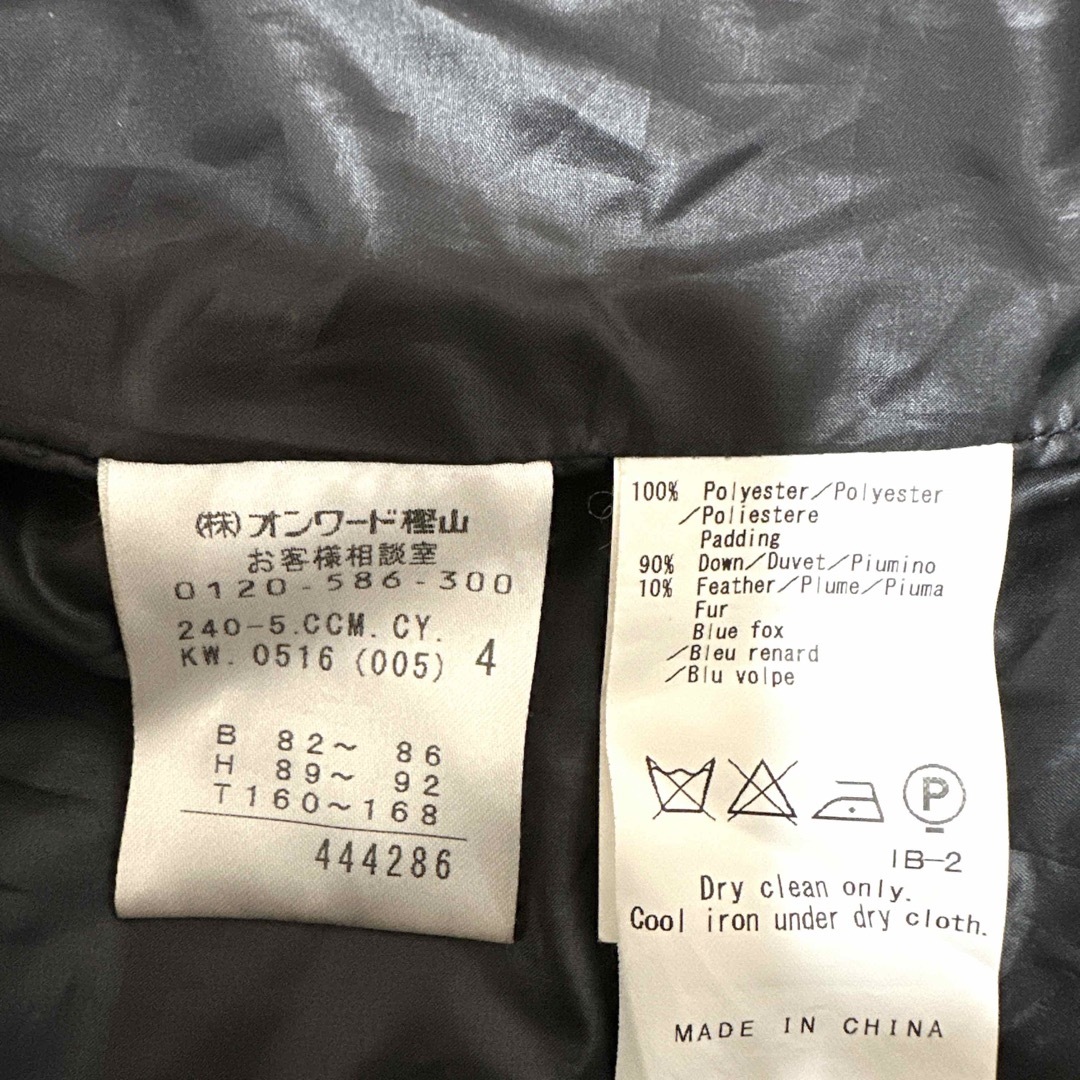 (株)オンワード樫山
お客様相談室
0120-586-300
240-5.CCM.CY.
KW. 0516 (005) 4
B 82~ 86
H 89~ 92
T160~168
444286
100% Polyester/Polyester
/Poliestere
Padding
90% Down/Duvet/Piumino
10% Feather/Plume/Piuma
Fur
Blue fox
/Bleu renard
/Blu volpe
P
IB-2
Dry clean only.
Cool iron under dry cloth.
MADE IN CHINA